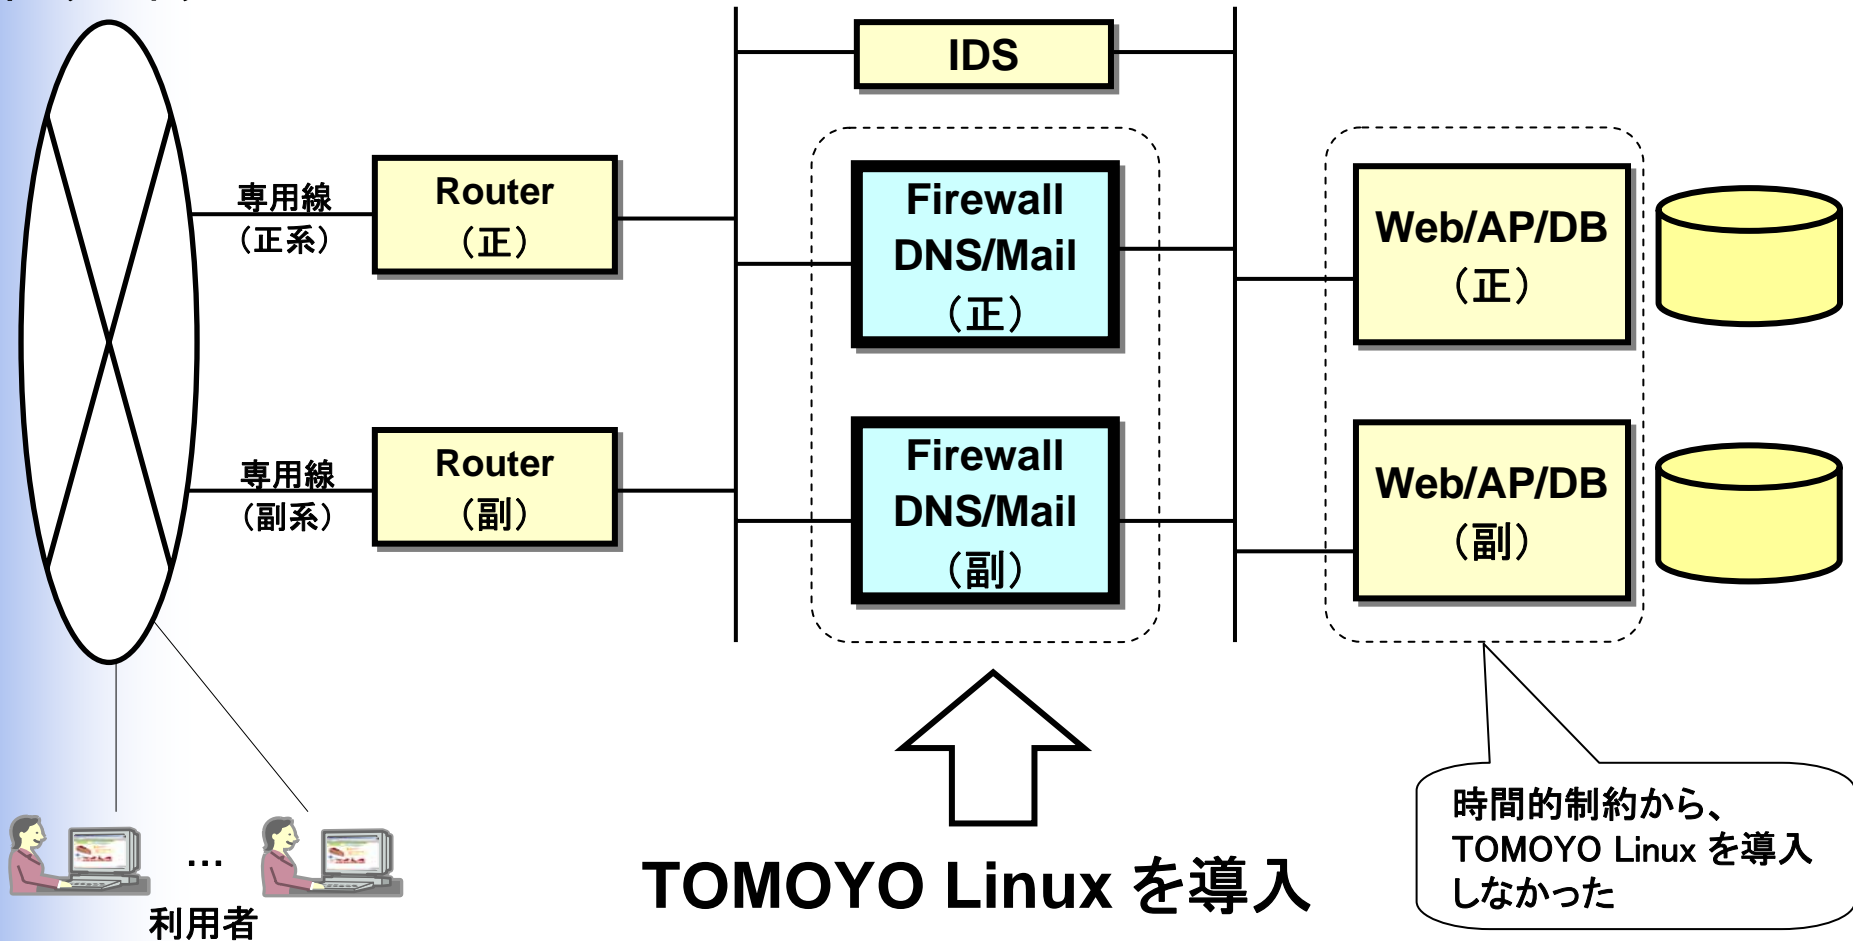 IDS
専用線
（正系）
Router
（正）
Firewall
DNS/Mail
（正）
Web/AP/DB
（正）
専用線
（副系）
Router
（副）
Firewall
DNS/Mail
（副）
Web/AP/DB
（副）
…
利用者
TOMOYO Linux を導入
時間的制約から、
TOMOYO Linux を導入
しなかった